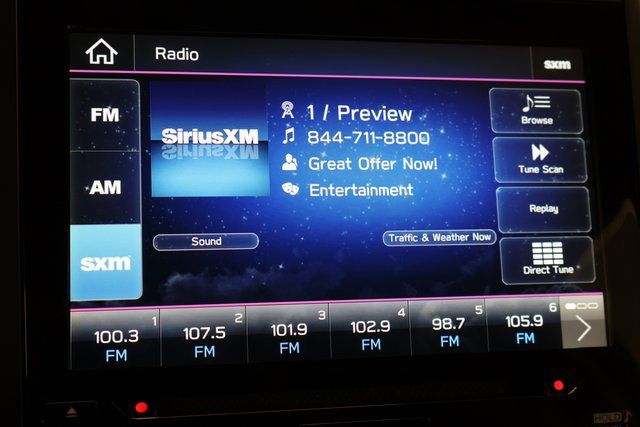 Radio
sxm
FM
AM
sxm
SiriusXM
1 / Preview
844-711-8800
Great Offer Now!
Entertainment
Browse
Tune Scan
Replay
Direct Tune
Sound
Traffic & Weather Now
1
100.3
FM
2
107.5
FM
3
101.9
FM
4
102.9
FM
5
98.7
FM
6
105.9
FM
HOLD